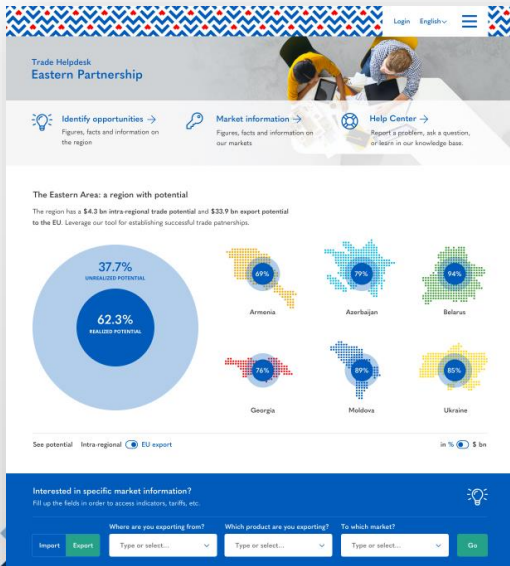 Login English
Trade Helpdesk
Eastern Partnership
Identify opportunities →
Figures, facts and information on
the region
Market information →
Figures, facts and information on
our markets
Help Center →
Report a problem, ask a question,
or learn in our knowledge base.
The Eastern Area: a region with potential
The region has a $4.3 bn intra-regional trade potential and $33.9 bn export potential
to the EU. Leverage our tool for establishing successful trade patnerships.
37.7%
UNREALIZED POTENTIAL
62.3%
REALIZED POTENTIAL
69%
Armenia
79%
Azerbaijan
94%
Belarus
76%
Georgia
89%
Moldova
85%
Ukraine
See potential Intra-regional EU export
in % $ bn
Interested in specific market information?
Fill up the fields in order to access indicators, tariffs, etc.
Where are you exporting from? Which product are you exporting? To which market?
Import Export Type or select... Type or select... Type or select... Go